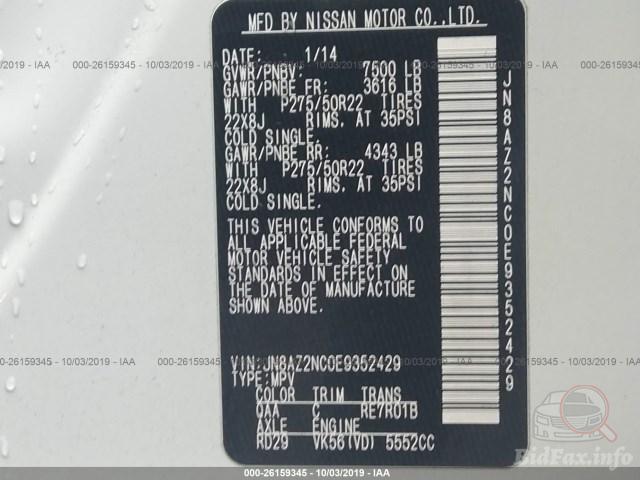 MFD BY NISSAN MOTOR CO.,LTD.
DATE: 1/14
GVWR/PNBV: 7500 LB
GAWR/PNBE FR: 3616 LB
WITH P275/50R22 TIRES
22X8J RIMS, AT 35PSI
COLD SINGLE.
GAWR/PNBE RR: 4343 LB
WITH P275/50R22 TIRES
22X8J RIMS, AT 35PSI
COLD SINGLE.
THIS VEHICLE CONFORMS TO
ALL APPLICABLE FEDERAL
MOTOR VEHICLE SAFETY
STANDARDS IN EFFECT ON
THE DATE OF MANUFACTURE
SHOWN ABOVE.
VIN:JN8AZ2NC0E9352429
TYPE:MPV
COLOR TRIM TRANS
QAA C RE7R01B
AXLE ENGINE
RD29 VK56(VD) 5552CC
JN8AZ2NC0E9352429
000-26159345 - 10/03/2019 - IAA
BidFax.info